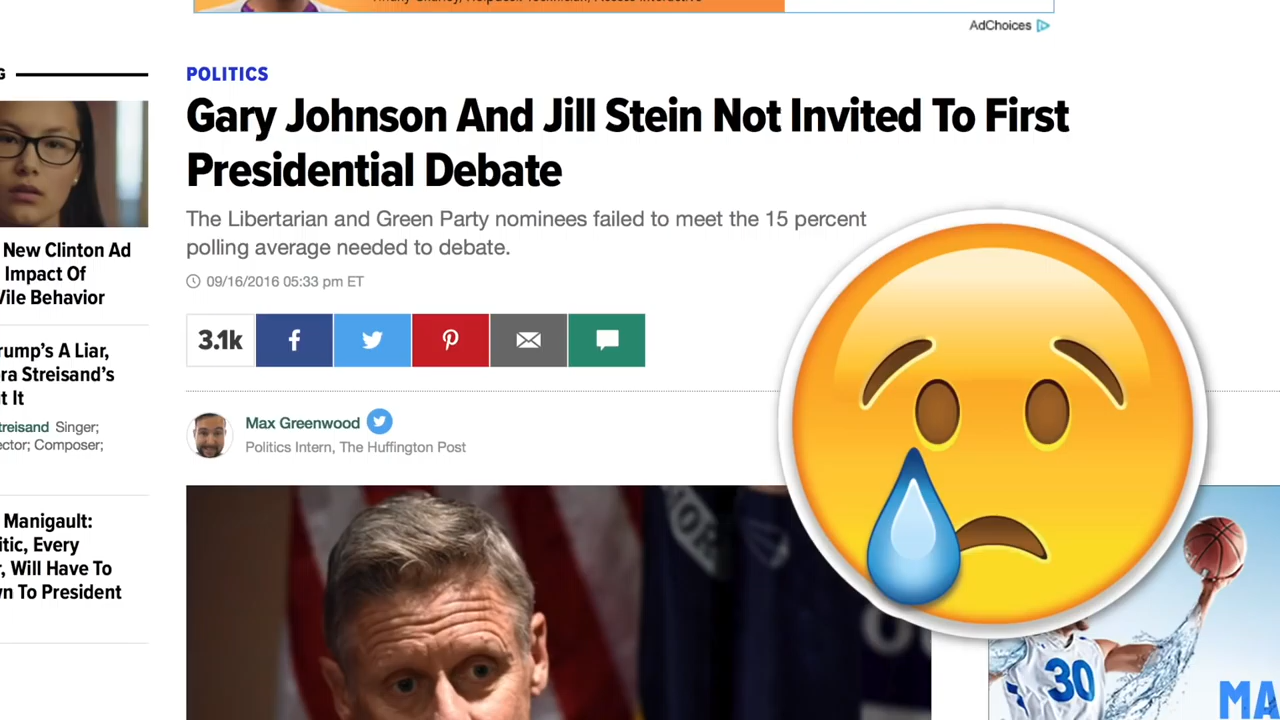 AdChoices
G
POLITICS
Gary Johnson And Jill Stein Not Invited To First
Presidential Debate
The Libertarian and Green Party nominees failed to meet the 15 percent
polling average needed to debate.
09/16/2016 05:33 pm ET
3.1k
Max Greenwood
Politics Intern, The Huffington Post
New Clinton Ad
Impact Of
Vile Behavior
rump's A Liar,
ra Streisand's
t It
treisand Singer;
ector; Composer;
Manigault:
itic, Every
r, Will Have To
vn To President
30
MA